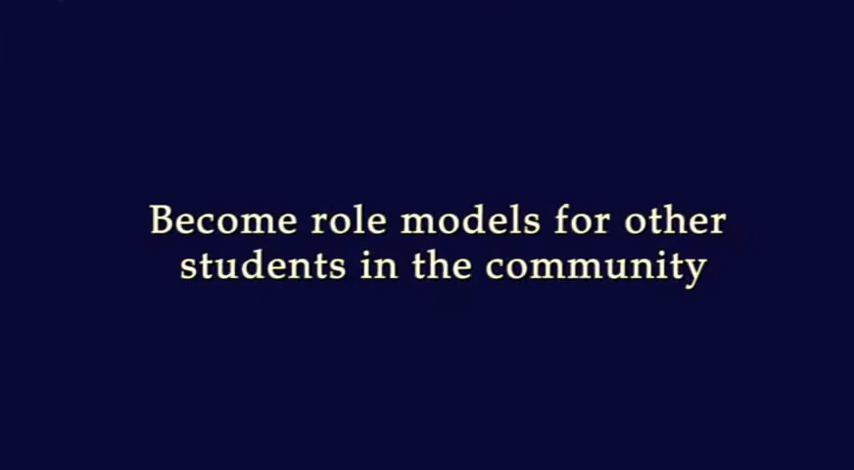 Become role models for other
students in the community